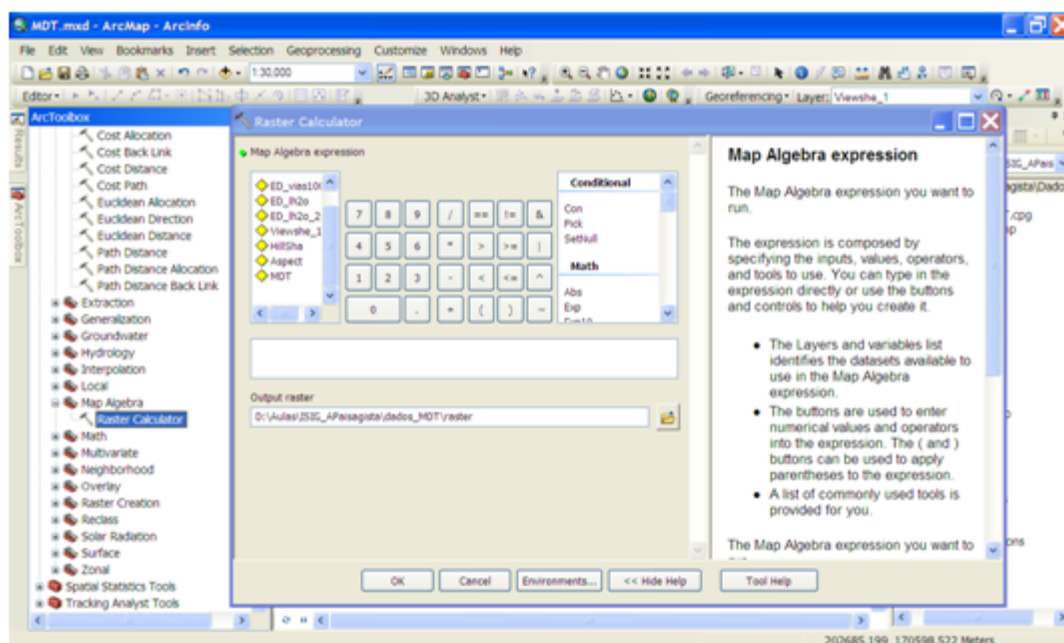 MDT.mxd - ArcMap - ArcInfo
File Edit View Bookmarks Insert Selection Geoprocessing Customize Windows Help
1:30,000
Editor 3D Analyst Georeferencing Layer: Viewshe_1
Results
ArcToolbox
ArcToolbox
Cost Allocation
Cost Back Link
Cost Distance
Cost Path
Euclidean Allocation
Euclidean Direction
Euclidean Distance
Path Distance
Path Distance Allocation
Path Distance Back Link
Extraction
Generalization
Groundwater
Hydrology
Interpolation
Local
Map Algebra
Raster Calculator
Math
Multivariate
Neighborhood
Overlay
Raster Creation
Reclass
Solar Radiation
Surface
Zonal
Spatial Statistics Tools
Tracking Analyst Tools
Raster Calculator
Map Algebra expression
ED_lh2o
ED_lh2o_2
Viewshe_1
HillSha
Aspect
MDT
7 8 9 / == != &
4 5 6 * > >= |
1 2 3 - < <= ^
0 . + ( ) ~
Conditional
Con
Pick
SetNull
Math
Abs
Exp
Exp10
Output raster
D:\Aulas\ISIG_APaisagista\dados_MDT\raster
OK Cancel Environments... << Hide Help Tool Help
Map Algebra expression
The Map Algebra expression you want to
run.
The expression is composed by
specifying the inputs, values, operators,
and tools to use. You can type in the
expression directly or use the buttons
and controls to help you create it.
• The Layers and variables list
identifies the datasets available to
use in the Map Algebra
expression.
• The buttons are used to enter
numerical values and operators
into the expression. The ( and )
buttons can be used to apply
parentheses to the expression.
• A list of commonly used tools is
provided for you.
The Map Algebra expression you want to
202685,199 170598,522 Meters